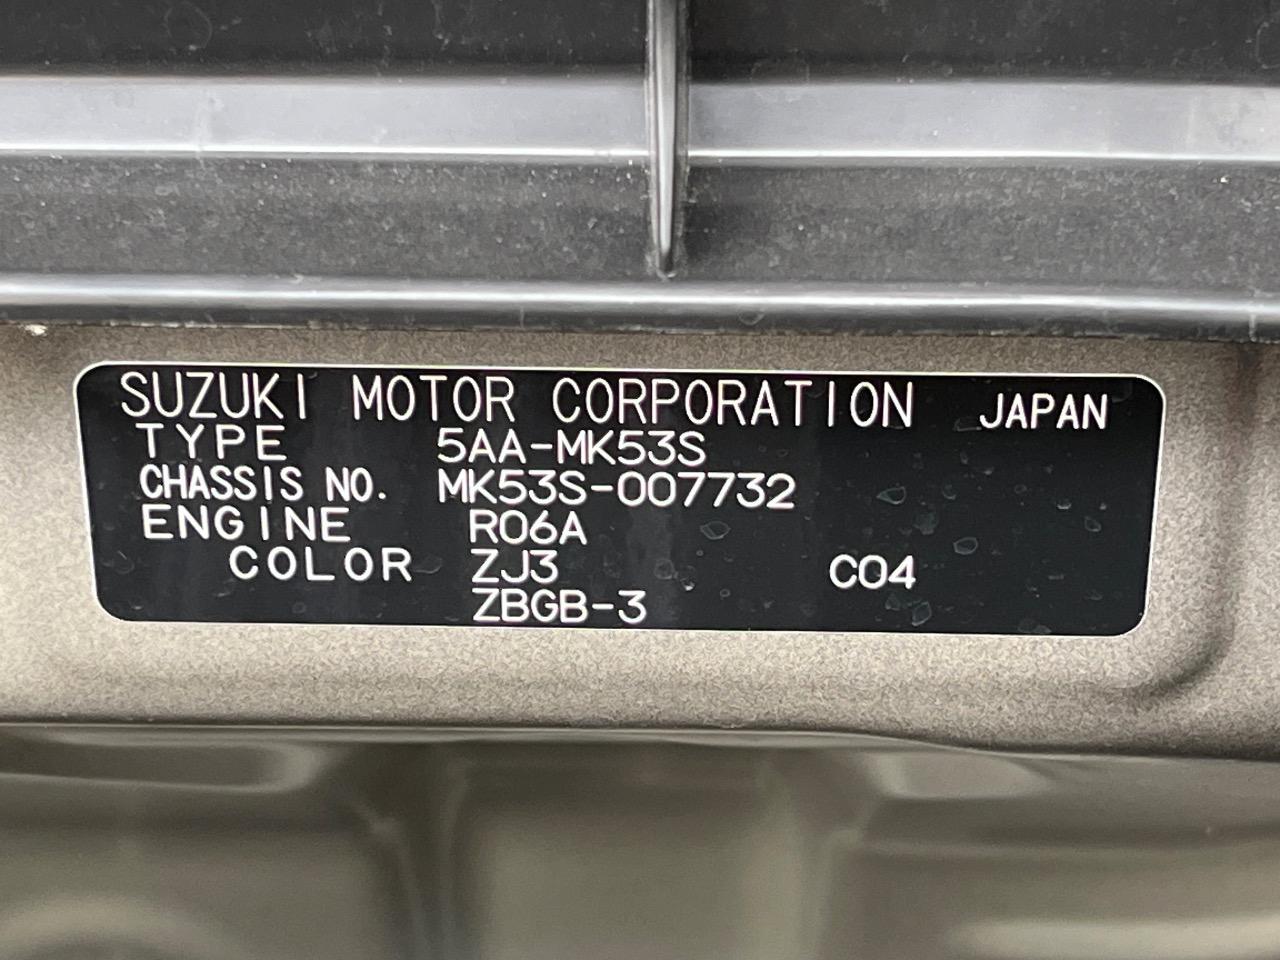 SUZUKI MOTOR CORPORATION JAPAN
TYPE 5AA-MK53S
CHASSIS NO. MK53S-007732
ENGINE R06A
COLOR ZJ3 C04
ZBGB-3